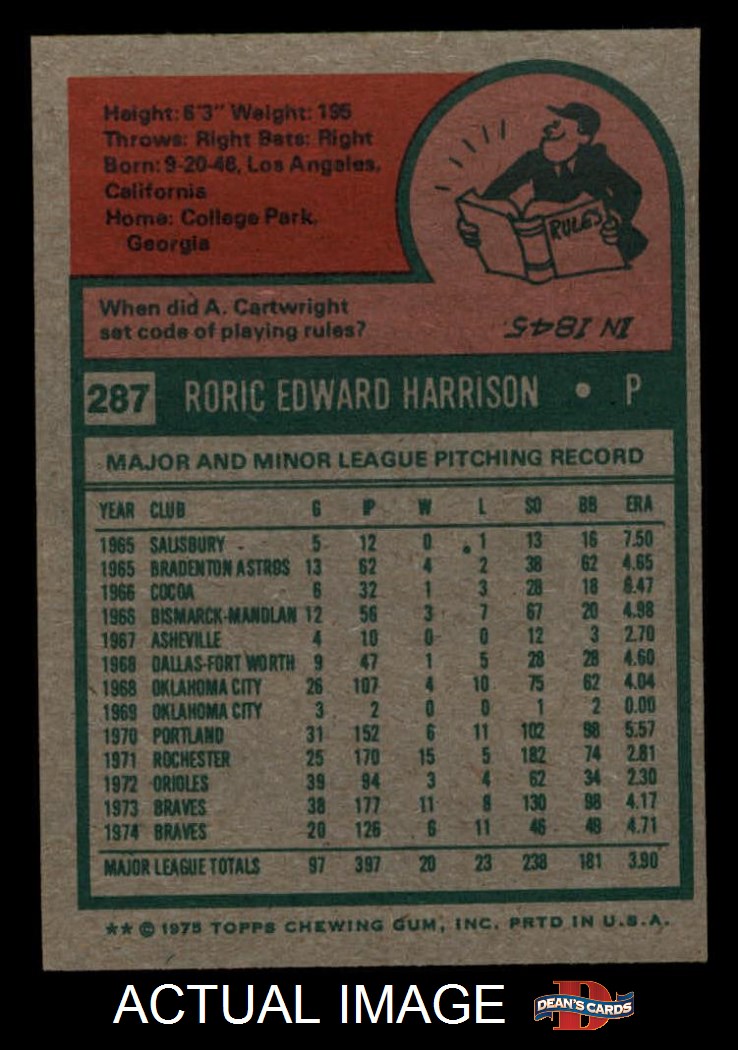 Height: 6'3" Weight: 195
Throws: Right Bats: Right
Born: 9-20-46, Los Angeles,
California
Home: College Park,
Georgia
RULES
When did A. Cartwright
set code of playing rules?
IN 1845.
287 RORIC EDWARD HARRISON • P
MAJOR AND MINOR LEAGUE PITCHING RECORD
YEAR CLUB G IP W L SO BB ERA
1965 SALISBURY 5 12 0 1 13 16 7.50
1965 BRADENTON ASTROS 13 62 4 2 38 62 4.65
1966 COCOA 6 32 1 3 28 18 6.47
1966 BISMARCK-MANDLAN 12 56 3 7 67 20 4.98
1967 ASHEVILLE 4 10 0 0 12 3 2.70
1968 DALLAS-FORT WORTH 9 47 1 5 28 28 4.60
1968 OKLAHOMA CITY 26 107 4 10 75 62 4.04
1969 OKLAHOMA CITY 3 2 0 0 1 2 0.00
1970 PORTLAND 31 152 6 11 102 98 5.57
1971 ROCHESTER 25 170 15 5 182 74 2.81
1972 ORIOLES 39 94 3 4 62 34 2.30
1973 BRAVES 38 177 11 8 130 98 4.17
1974 BRAVES 20 126 6 11 46 49 4.71
MAJOR LEAGUE TOTALS 97 397 20 23 238 181 3.90
** © 1975 TOPPS CHEWING GUM, INC. PRTD IN U.S.A.
ACTUAL IMAGE
D
DEAN'S CARDS